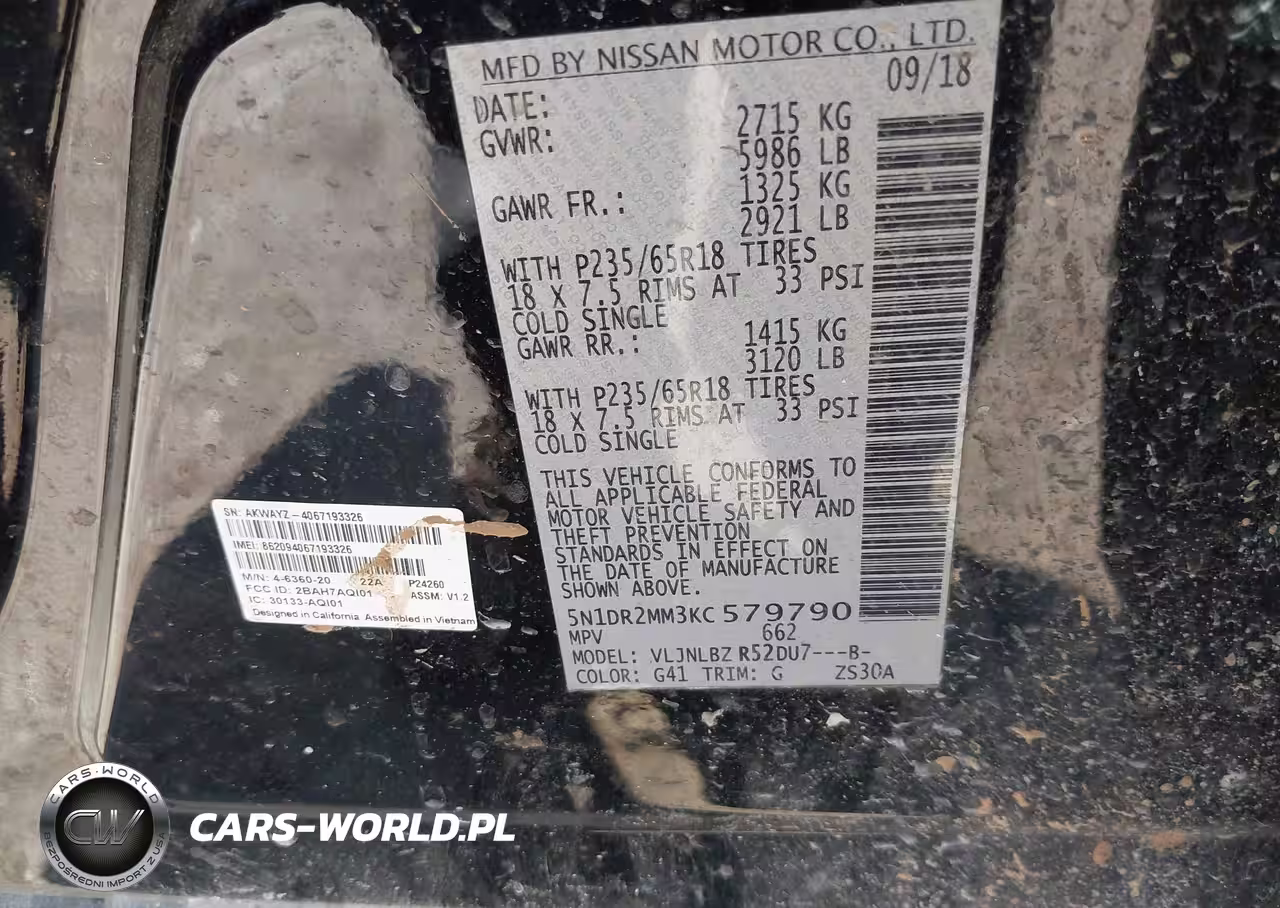 MFD BY NISSAN MOTOR CO., LTD.
DATE: 09/18
GVWR: 2715 KG
5986 LB
GAWR FR.: 1325 KG
2921 LB
WITH P235/65R18 TIRES
18 X 7.5 RIMS AT 33 PSI
COLD SINGLE
GAWR RR.: 1415 KG
3120 LB
WITH P235/65R18 TIRES
18 X 7.5 RIMS AT 33 PSI
COLD SINGLE
THIS VEHICLE CONFORMS TO
ALL APPLICABLE FEDERAL
MOTOR VEHICLE SAFETY AND
THEFT PREVENTION
STANDARDS IN EFFECT ON
THE DATE OF MANUFACTURE
SHOWN ABOVE.
5N1DR2MM3KC 579790
MPV 662
MODEL: VLJNLBZ R52DU7---B-
COLOR: G41 TRIM: G ZS30A
SN: AKWAYZ-4067193326
IMEI: 862094067193326
M/N: 4-6360-20 22A P24260
FCC ID: 2BAH7AQI01 ASSM: V1.2
IC: 30133-AQI01
Designed in California. Assembled in Vietnam
CARS-WORLD
CW
BEZPOŚREDNI IMPORT Z USA
CARS-WORLD.PL